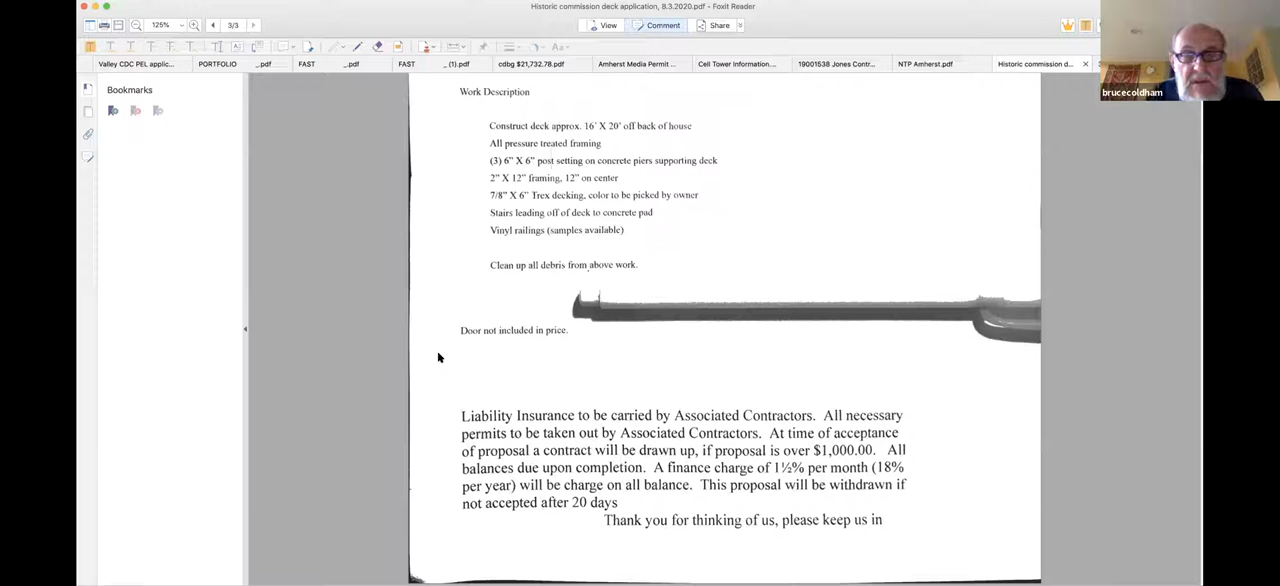 Historic commission deck application, 8.3.2020.pdf - Foxit Reader
125%
3/3
View
Comment
Share
Valley CDC PEL applic...
PORTFOLIO _.pdf
FAST _.pdf
FAST _ (1).pdf
cdbg $21,732.78.pdf
Amherst Media Permit ...
Cell Tower Information....
19001538 Jones Contr...
NTP Amherst.pdf
Historic commission d...
brucecoldham
Bookmarks
Work Description
Construct deck approx. 16' X 20' off back of house
All pressure treated framing
(3) 6" X 6" post setting on concrete piers supporting deck
2" X 12" framing, 12" on center
7/8" X 6" Trex decking, color to be picked by owner
Stairs leading off of deck to concrete pad
Vinyl railings (samples available)
Clean up all debris from above work.
Door not included in price.
Liability Insurance to be carried by Associated Contractors. All necessary
permits to be taken out by Associated Contractors. At time of acceptance
of proposal a contract will be drawn up, if proposal is over $1,000.00. All
balances due upon completion. A finance charge of 1½% per month (18%
per year) will be charge on all balance. This proposal will be withdrawn if
not accepted after 20 days
Thank you for thinking of us, please keep us in